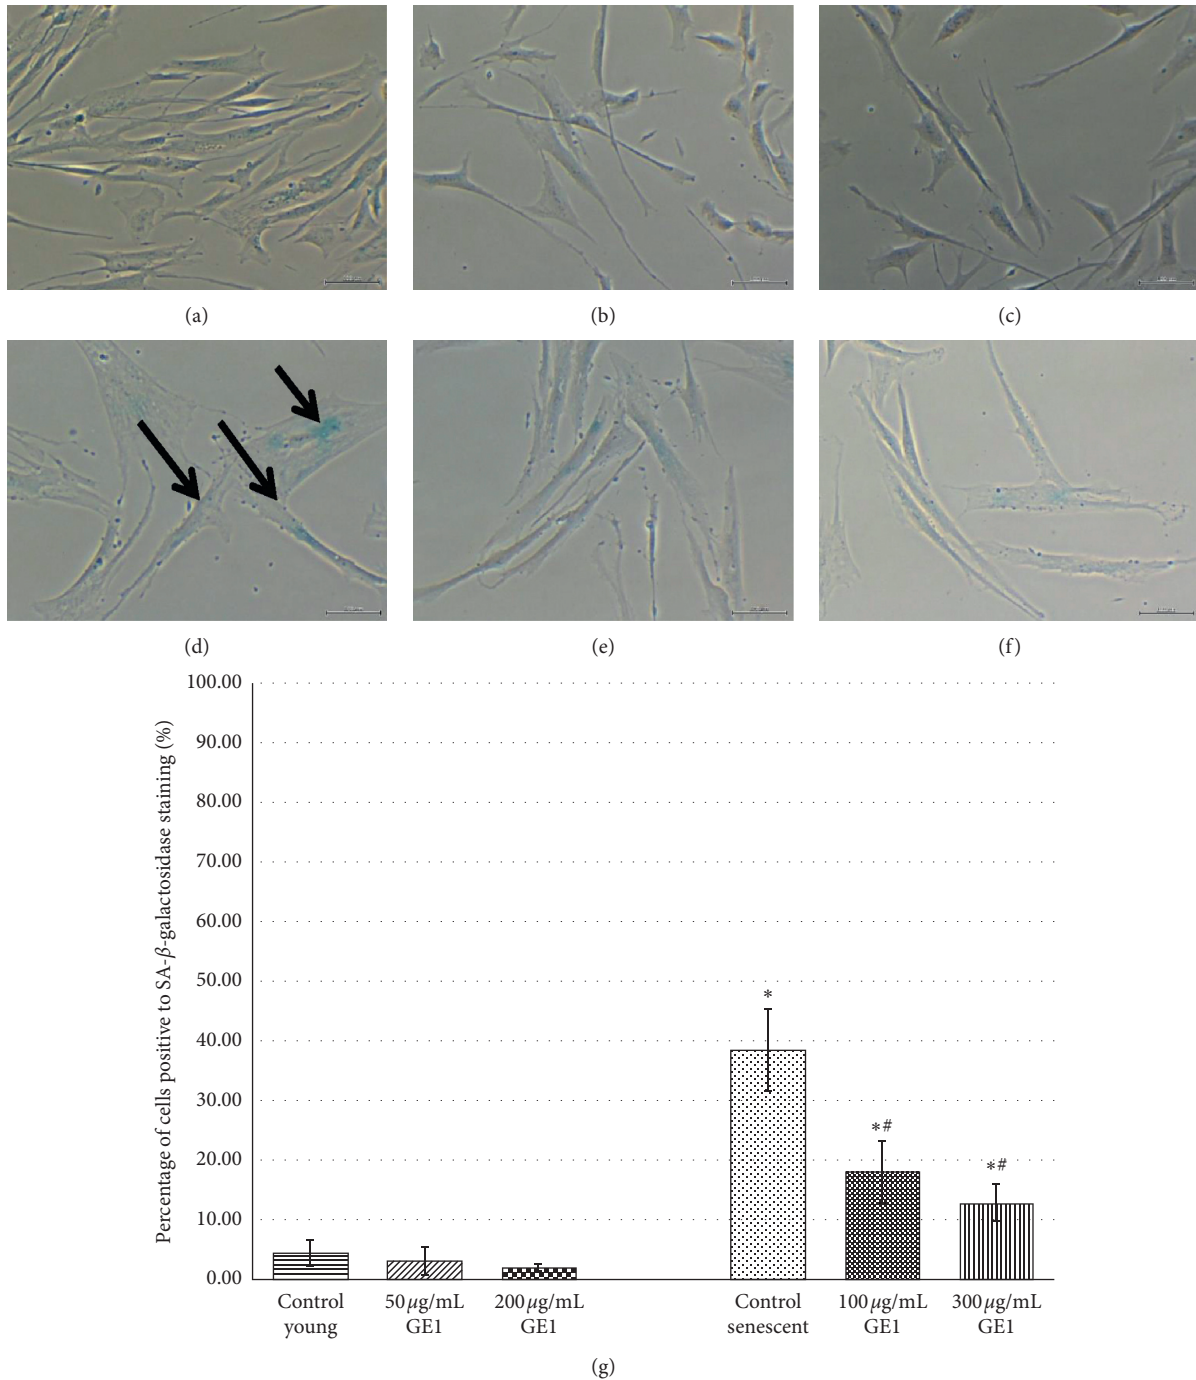 (a)
(b)
(c)
(d)
(e)
(f)
Percentage of cells positive to SA-β-galactosidase staining (%)
100.00
90.00
80.00
70.00
60.00
50.00
40.00
30.00
20.00
10.00
0.00
*
*#
*#
Control
young
50 μg/mL
GE1
200 μg/mL
GE1
Control
senescent
100 μg/mL
GE1
300 μg/mL
GE1
(g)